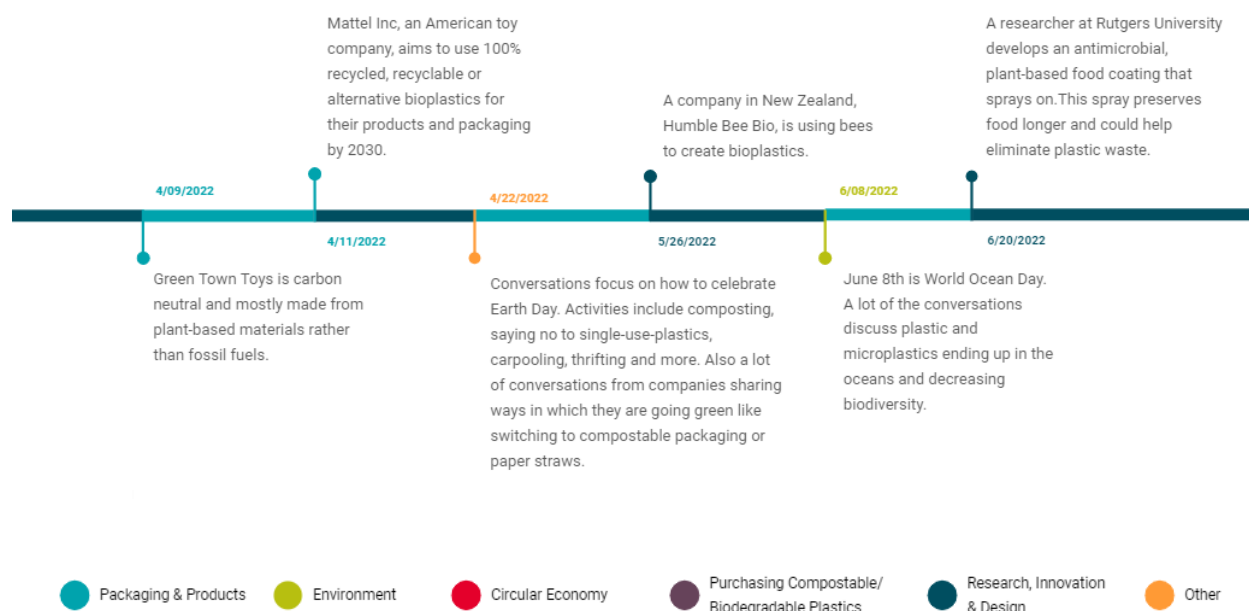 Mattel Inc, an American toy
company, aims to use 100%
recycled, recyclable or
alternative bioplastics for
their products and packaging
by 2030.
A company in New Zealand,
Humble Bee Bio, is using bees
to create bioplastics.
A researcher at Rutgers University
develops an antimicrobial,
plant-based food coating that
sprays on.This spray preserves
food longer and could help
eliminate plastic waste.
4/09/2022
4/22/2022
6/08/2022
4/11/2022
5/26/2022
6/20/2022
Green Town Toys is carbon
neutral and mostly made from
plant-based materials rather
than fossil fuels.
Conversations focus on how to celebrate
Earth Day. Activities include composting,
saying no to single-use-plastics,
carpooling, thrifting and more. Also a lot
of conversations from companies sharing
ways in which they are going green like
switching to compostable packaging or
paper straws.
June 8th is World Ocean Day.
A lot of the conversations
discuss plastic and
microplastics ending up in the
oceans and decreasing
biodiversity.
Packaging & Products
Environment
Circular Economy
Purchasing Compostable/
Biodegradable Plastics
Research, Innovation
& Design
Other